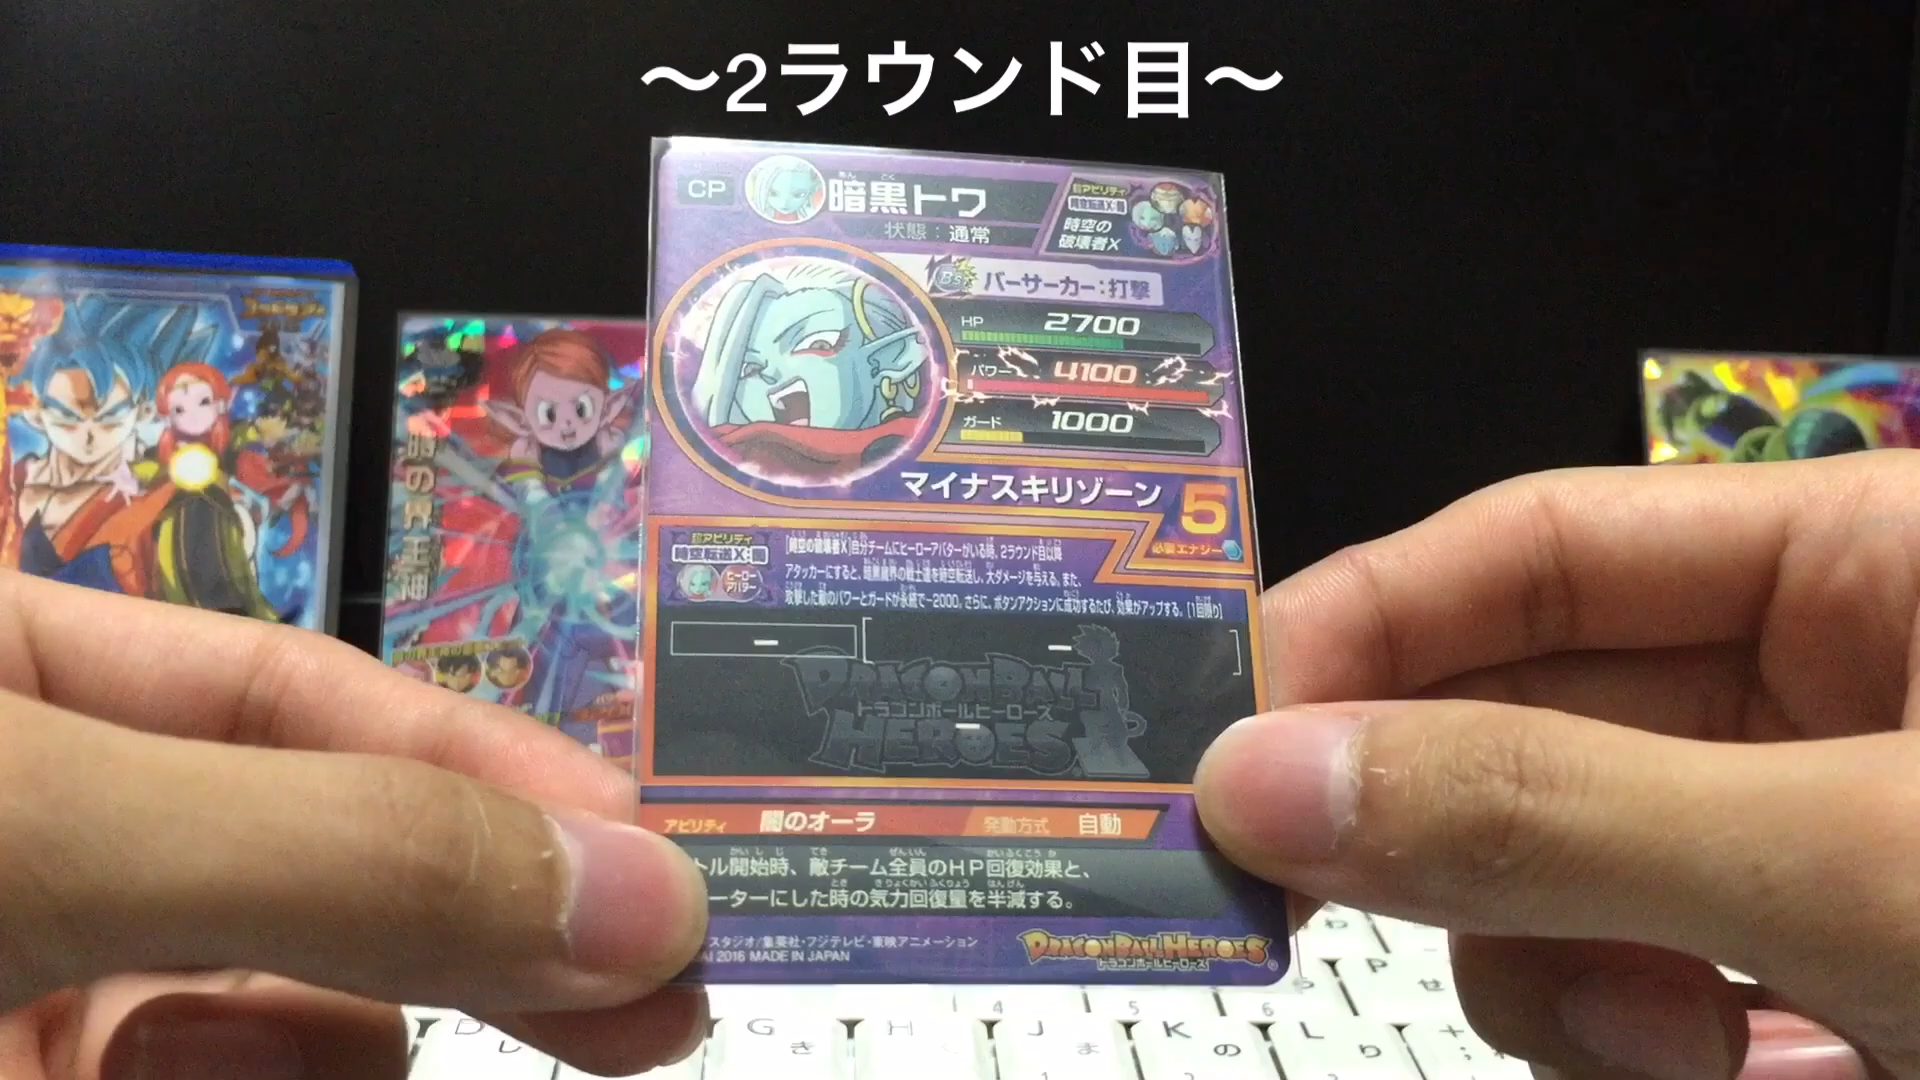 〜2ラウンド目〜
CP
暗黒トワ
状態：通常
超アビリティ
時空転送X：闇
時空の
破壊者X
Bs
バーサーカー：打撃
HP 2700
パワー 4100
ガード 1000
マイナスキリゾーン
5
必要エナジー
超アビリティ
時空転送X：闇
ヒーロー
アバター
[時空の破壊者X]自分チームにヒーローアバターがいる時、2ラウンド目以降
アタッカーにすると、暗黒魔界の戦士達を時空転送し、大ダメージを与える。また、
攻撃した敵のパワーとガードが永続で-2000。さらに、ボタンアクションに成功するたび、効果がアップする。[1回限り]
DRAGONBALL
ドラゴンボールヒーローズ
HEROES
アビリティ 闇のオーラ 発動方式 自動
トル開始時、敵チーム全員のHP回復効果と、
ーターにした時の気力回復量を半減する。
スタジオ/集英社・フジテレビ・東映アニメーション
AI 2016 MADE IN JAPAN
DRAGONBALL HEROES
ドラゴンボールヒーローズ
時の界王神
P
せ
4
5
6
D
し
G
き
H
J
ま
K
の
L
り
+
;